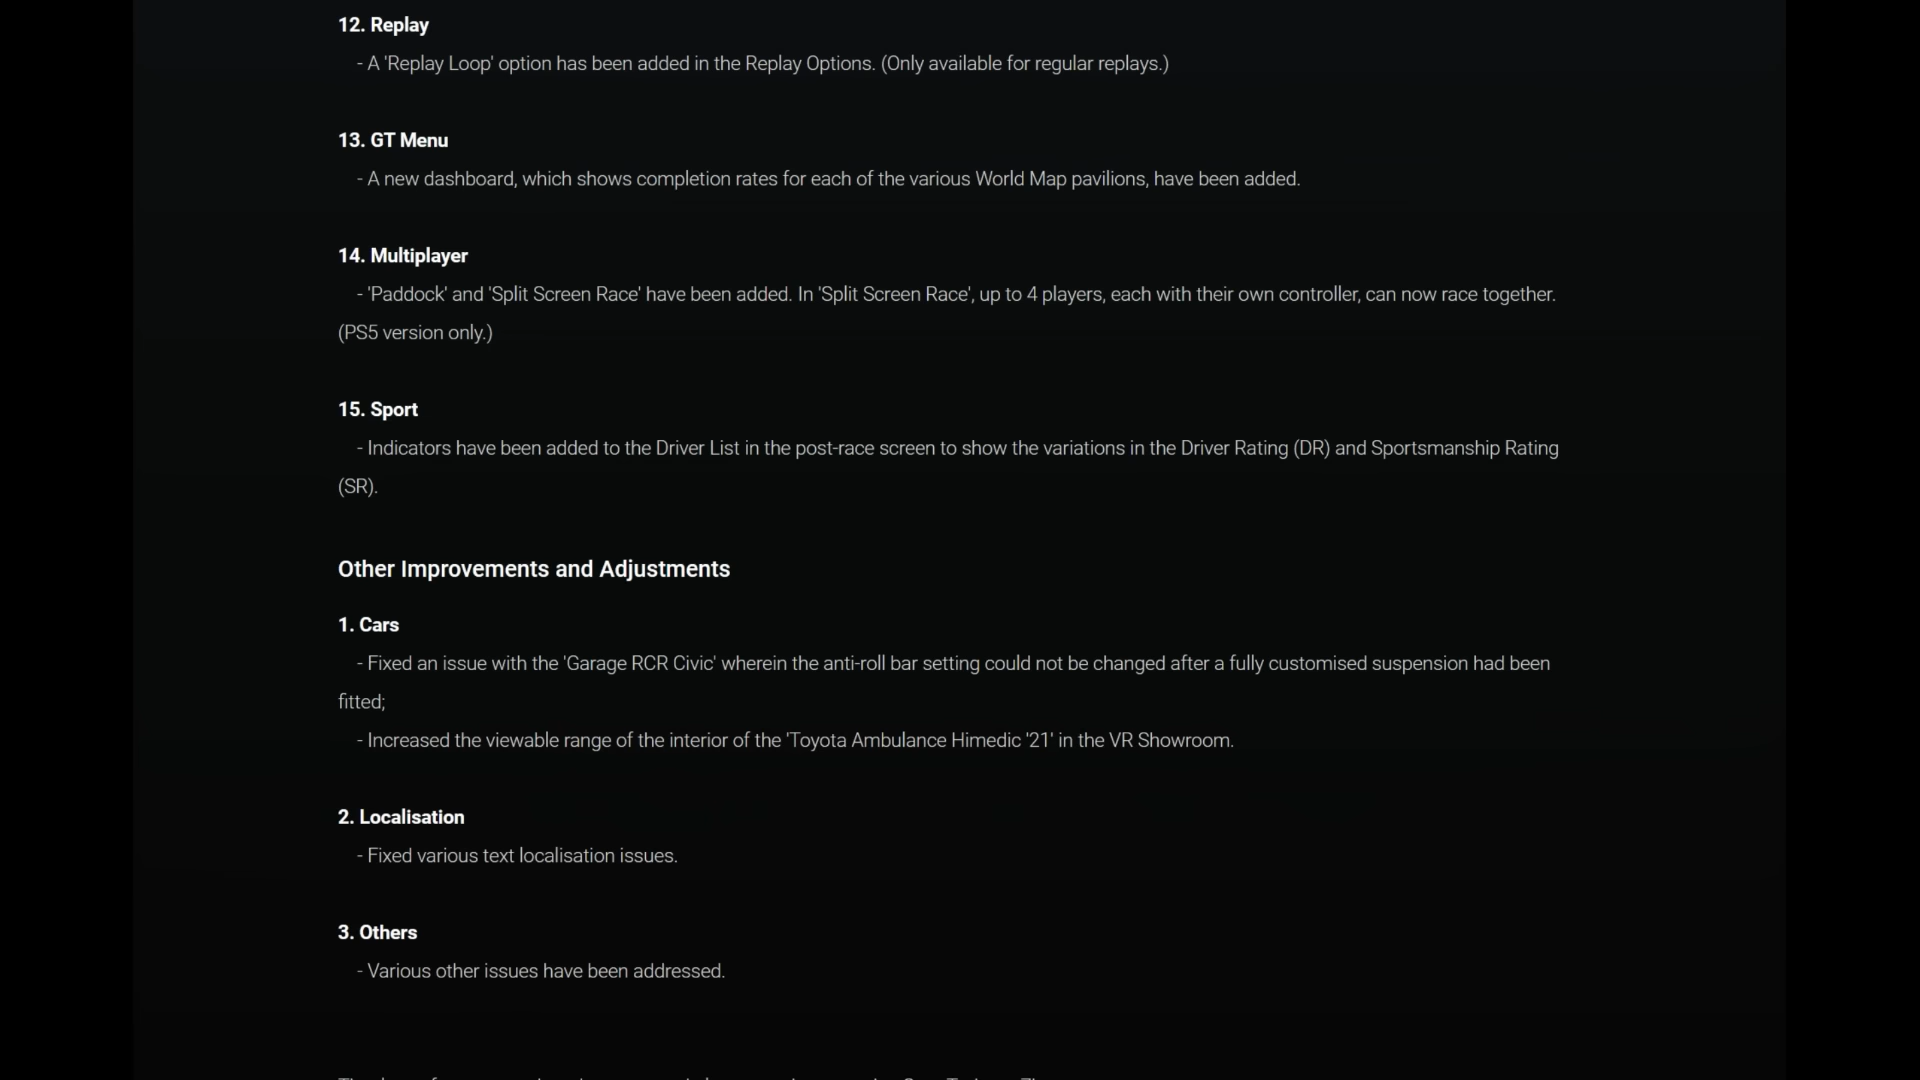 12. Replay
- A 'Replay Loop' option has been added in the Replay Options. (Only available for regular replays.)
13. GT Menu
- A new dashboard, which shows completion rates for each of the various World Map pavilions, have been added.
14. Multiplayer
- 'Paddock' and 'Split Screen Race' have been added. In 'Split Screen Race', up to 4 players, each with their own controller, can now race together.
(PS5 version only.)
15. Sport
- Indicators have been added to the Driver List in the post-race screen to show the variations in the Driver Rating (DR) and Sportsmanship Rating
(SR).
Other Improvements and Adjustments
1. Cars
- Fixed an issue with the 'Garage RCR Civic' wherein the anti-roll bar setting could not be changed after a fully customised suspension had been
fitted;
- Increased the viewable range of the interior of the 'Toyota Ambulance Himedic '21' in the VR Showroom.
2. Localisation
- Fixed various text localisation issues.
3. Others
- Various other issues have been addressed.